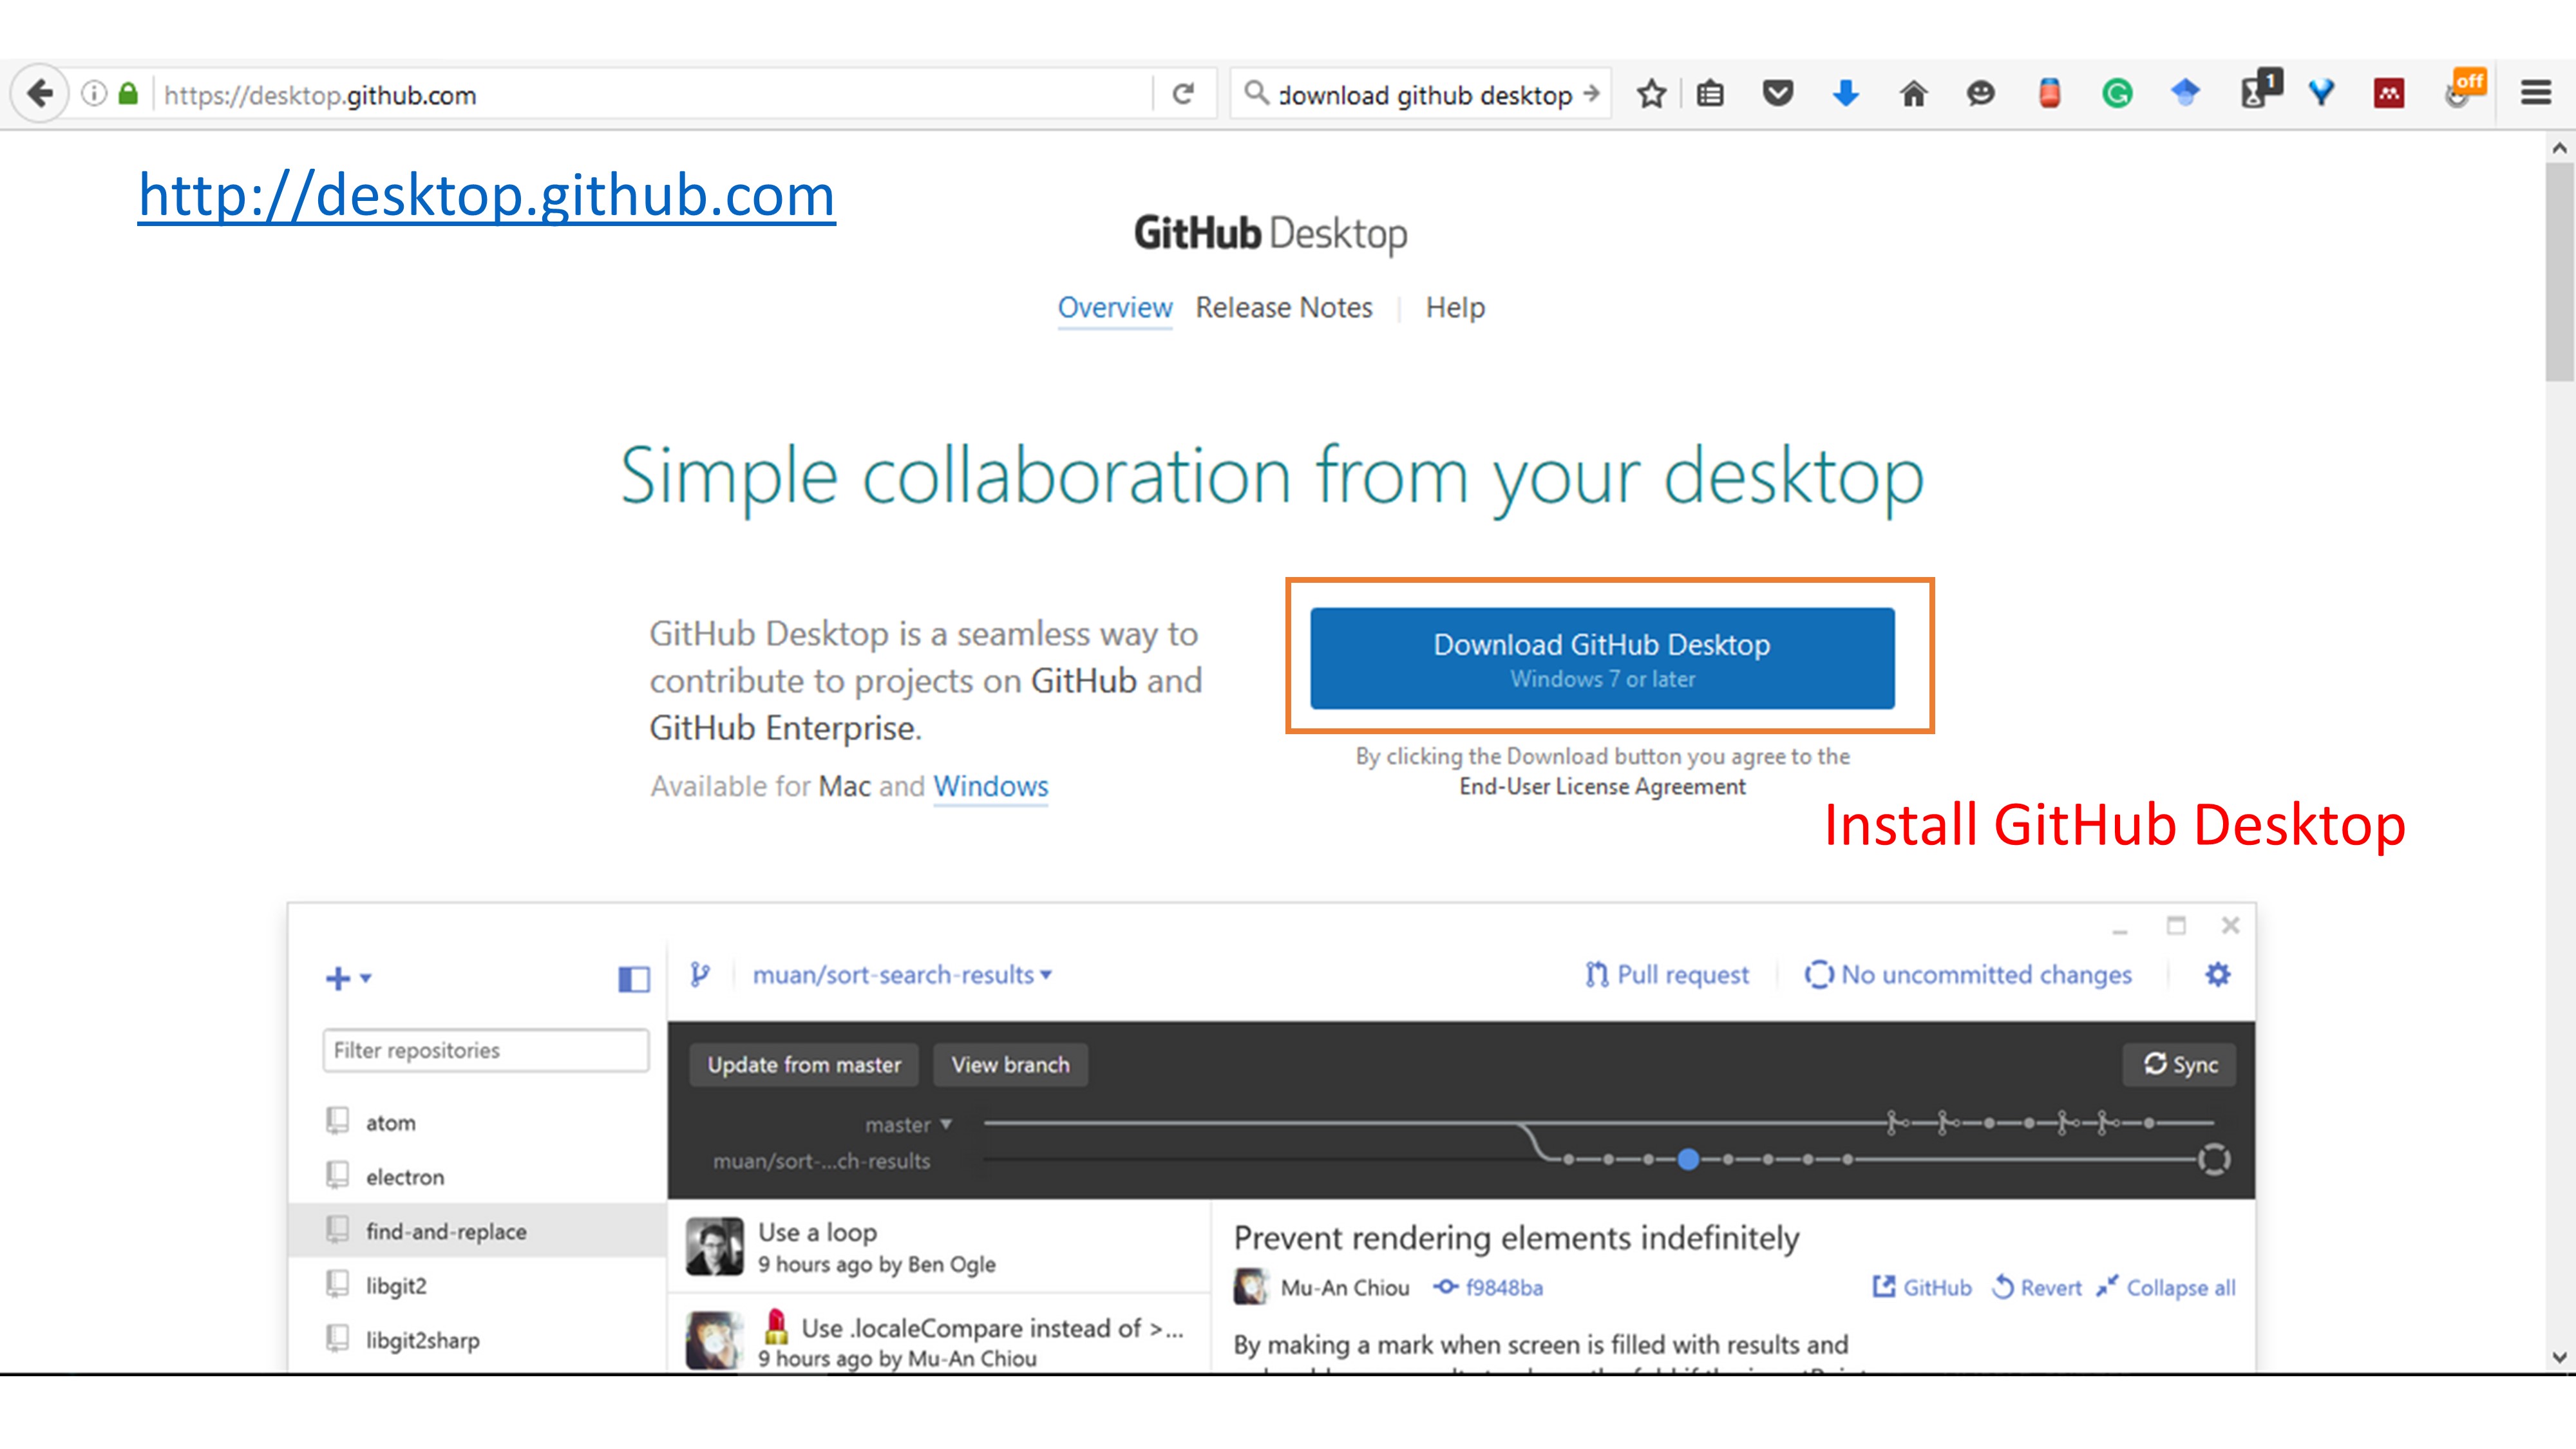 https://desktop.github.com
download github desktop
1
off
http://desktop.github.com
GitHub Desktop
Overview Release Notes Help
Simple collaboration from your desktop
GitHub Desktop is a seamless way to
contribute to projects on GitHub and
GitHub Enterprise.
Available for Mac and Windows
Download GitHub Desktop
Windows 7 or later
By clicking the Download button you agree to the
End-User License Agreement
Install GitHub Desktop
muan/sort-search-results
Pull request
No uncommitted changes
Filter repositories
Update from master
View branch
Sync
master
muan/sort-...ch-results
atom
electron
find-and-replace
libgit2
libgit2sharp
Use a loop
9 hours ago by Ben Ogle
Use .localeCompare instead of >...
9 hours ago by Mu-An Chiou
Prevent rendering elements indefinitely
Mu-An Chiou f9848ba
GitHub Revert Collapse all
By making a mark when screen is filled with results and